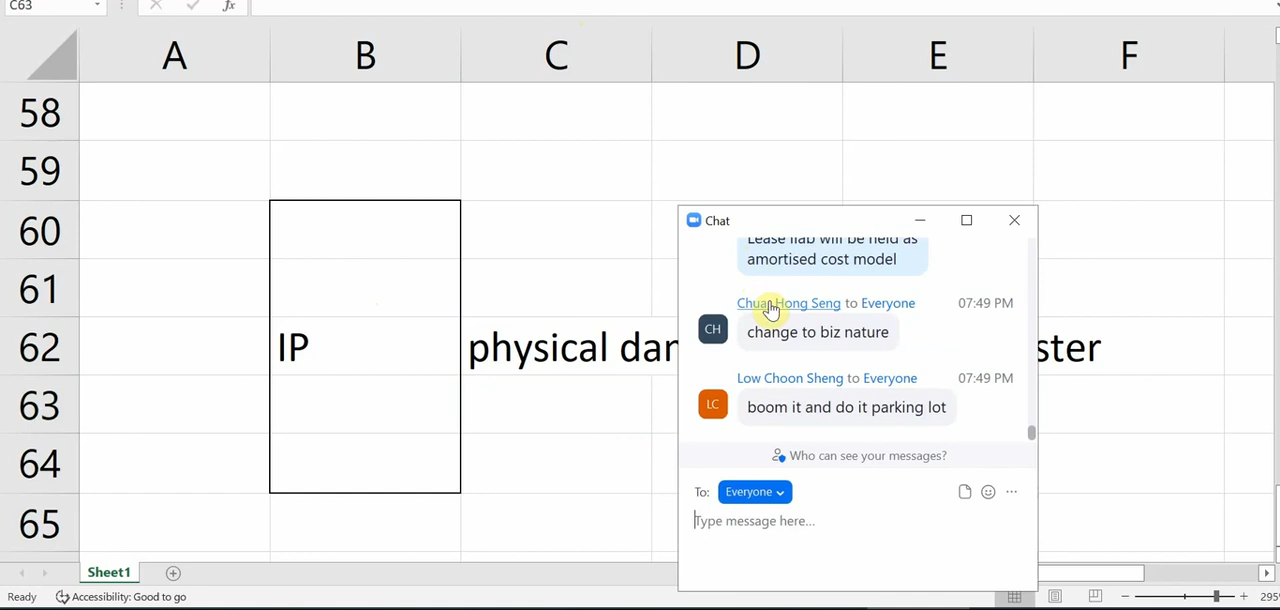 C63
fx
A B C D E F
58
59
60
61
62 IP physical dam ster
63
64
65
Chat
Lease liab will be held as
amortised cost model
Chua Hong Seng to Everyone 07:49 PM
CH change to biz nature
Low Choon Sheng to Everyone 07:49 PM
LC boom it and do it parking lot
Who can see your messages?
To: Everyone
Type message here...
Sheet1
Ready Accessibility: Good to go 295